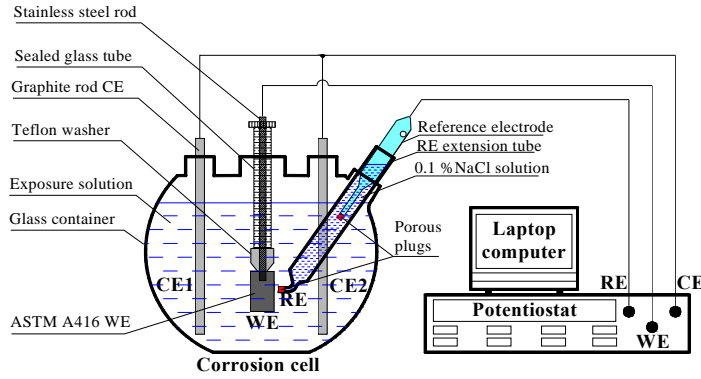 Stainless steel rod
Sealed glass tube
Graphite rod CE
Teflon washer
Exposure solution
Glass container
ASTM A416 WE
CE1
WE
RE
CE2
Corrosion cell
Reference electrode
RE extension tube
0.1 %NaCl solution
Porous
plugs
Laptop
computer
Potentiostat
RE
CE
WE